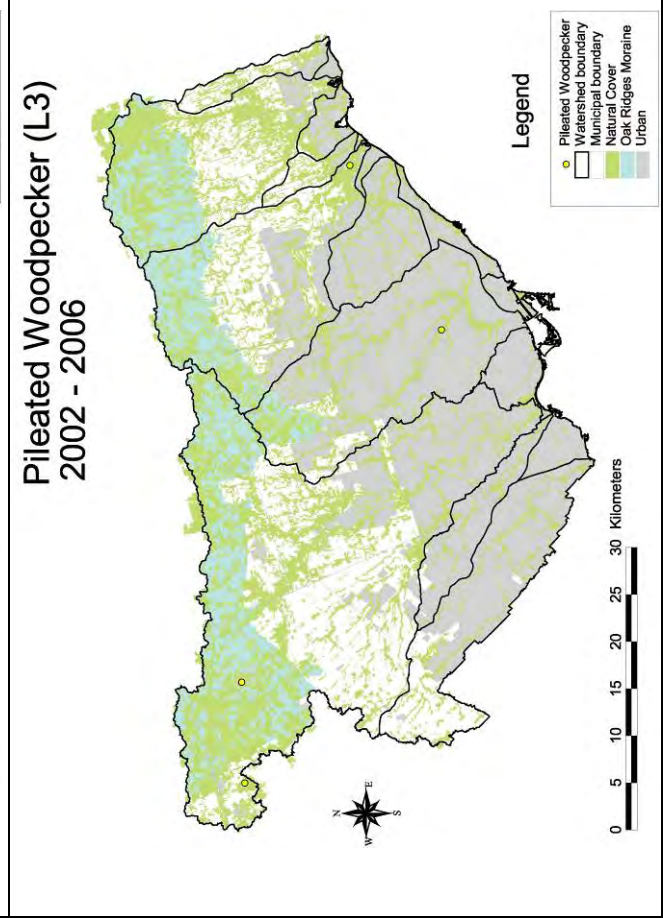 Pileated Woodpecker (L3)
2002 - 2006
N
W
E
S
0 5 10 15 20 25 30 Kilometers
Legend
Pileated Woodpecker
Watershed boundary
Municipal boundary
Natural Cover
Oak Ridges Moraine
Urban